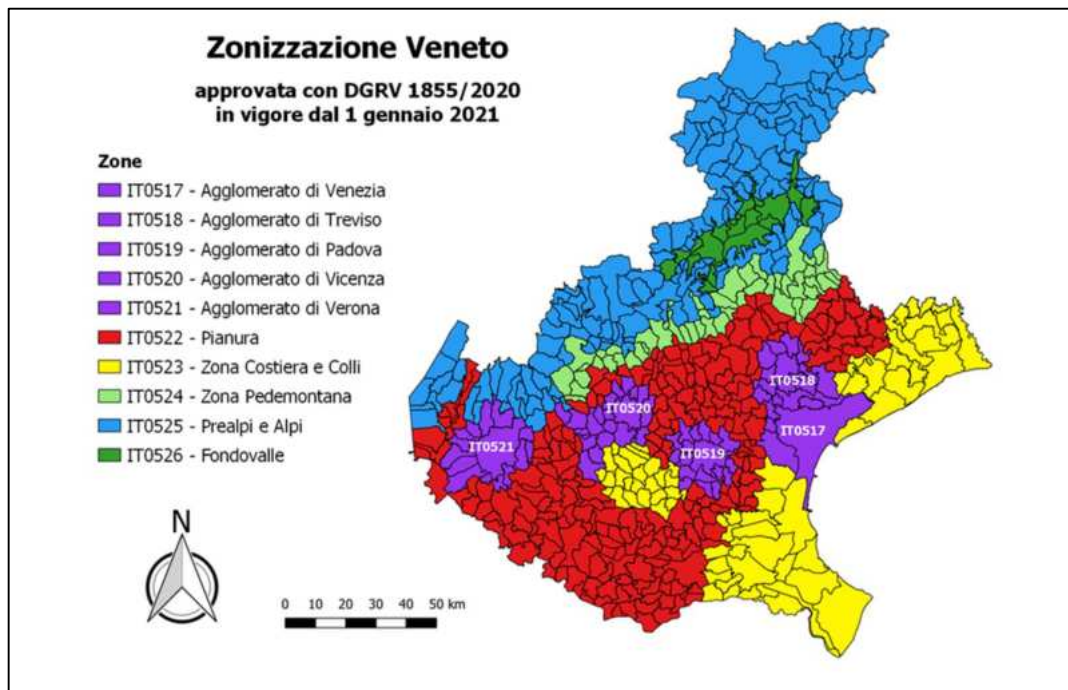 Zonizzazione Veneto
approvata con DGRV 1855/2020
in vigore dal 1 gennaio 2021
Zone
IT0517 - Agglomerato di Venezia
IT0518 - Agglomerato di Treviso
IT0519 - Agglomerato di Padova
IT0520 - Agglomerato di Vicenza
IT0521 - Agglomerato di Verona
IT0522 - Pianura
IT0523 - Zona Costiera e Colli
IT0524 - Zona Pedemontana
IT0525 - Prealpi e Alpi
IT0526 - Fondovalle
IT0518
IT0520
IT0517
IT0521
IT0519
N
0 10 20 30 40 50 km